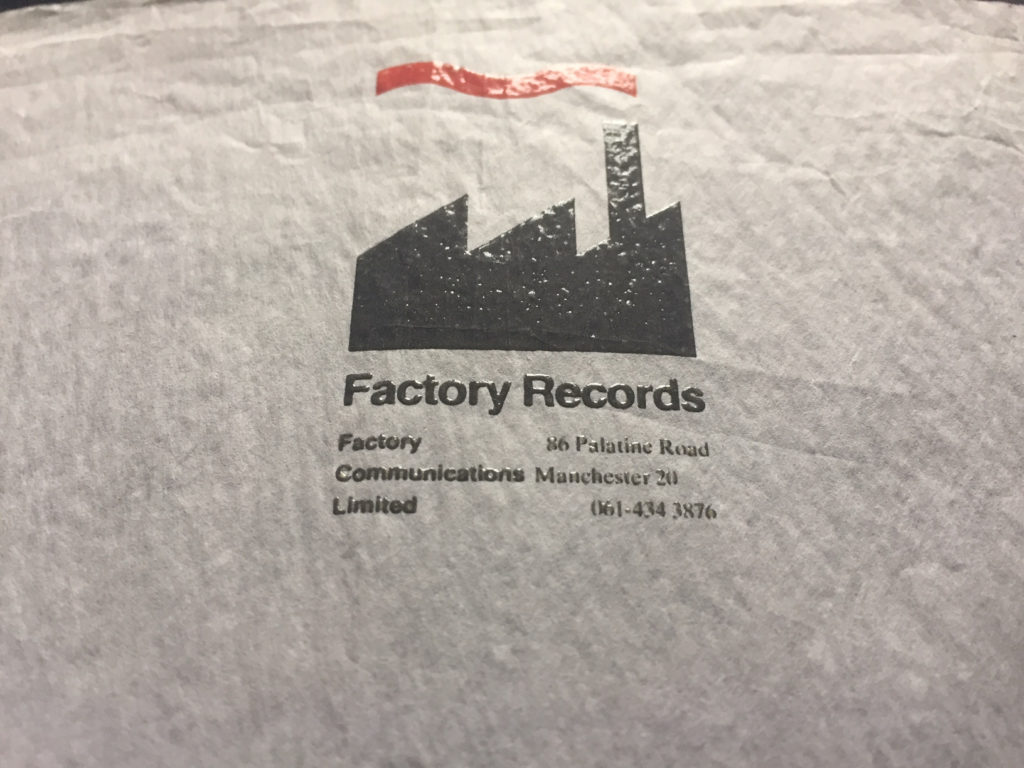 Factory Records
Factory 86 Palatine Road
Communications Manchester 20
Limited 061-434 3876